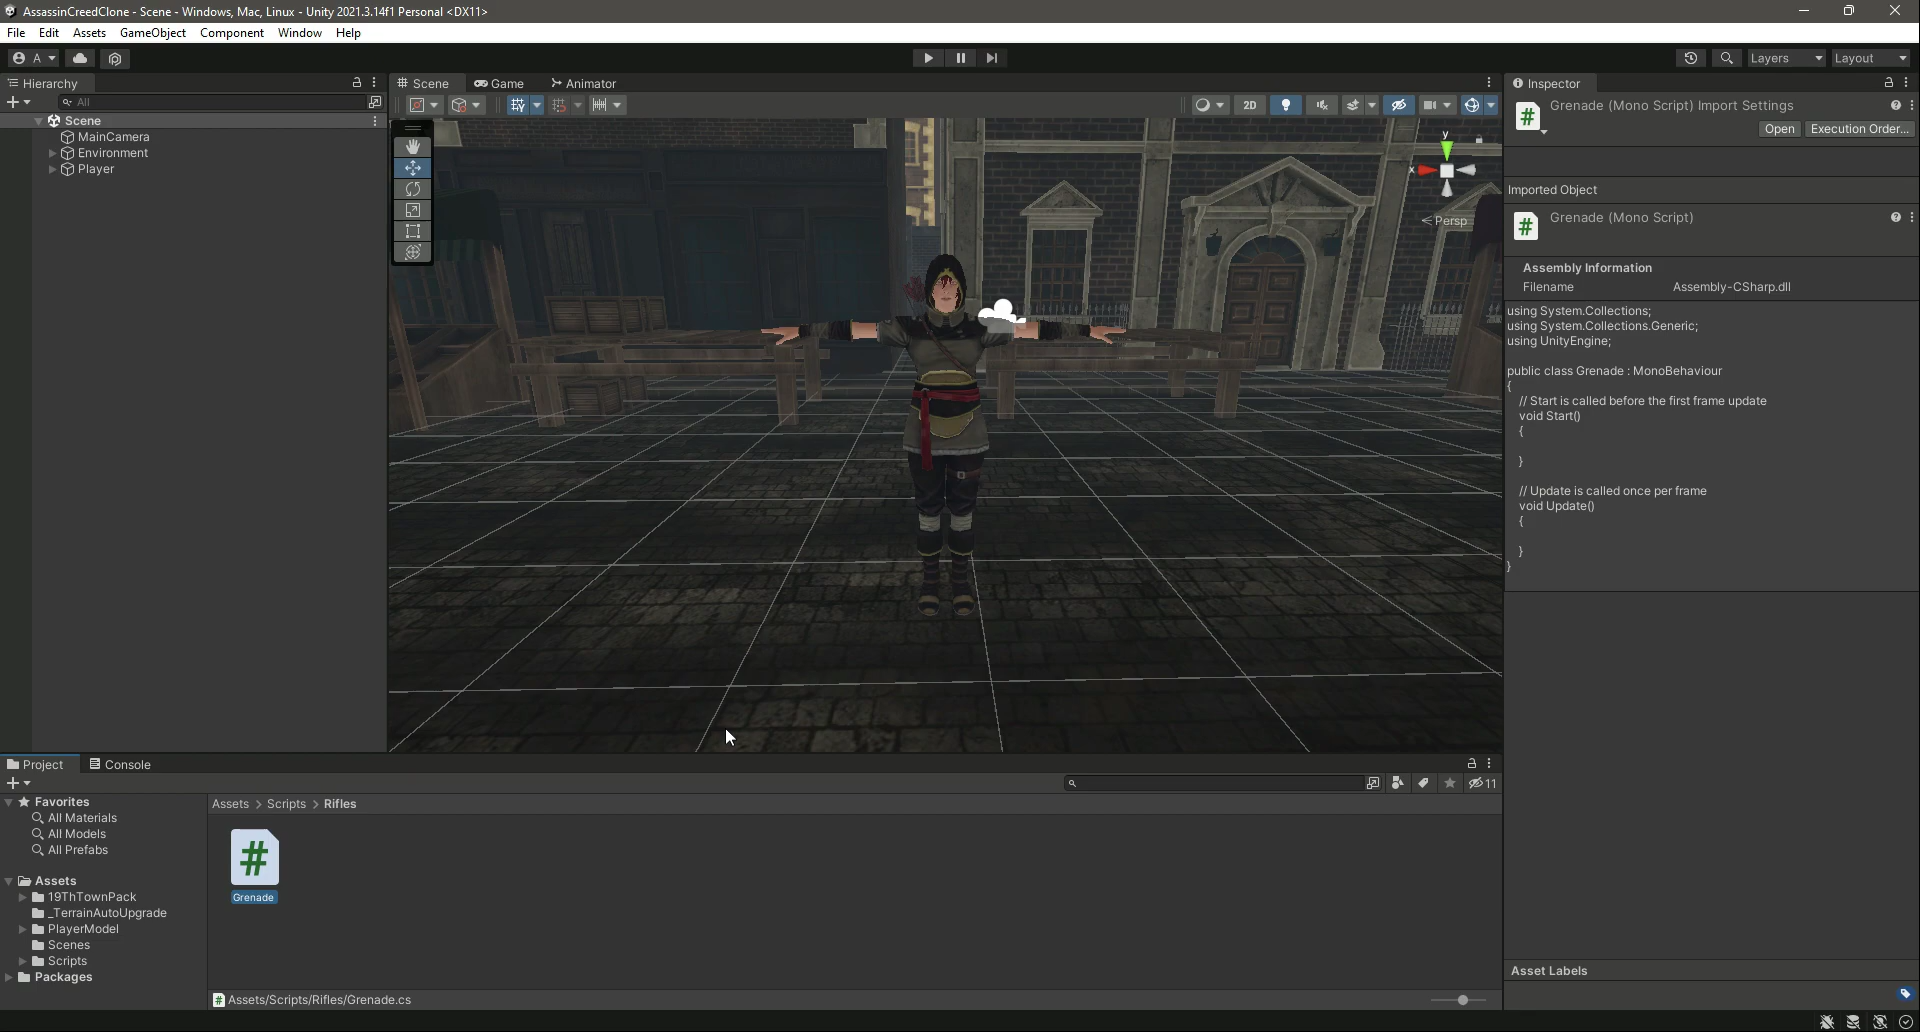 AssassinCreedClone - Scene - Windows, Mac, Linux - Unity 2021.3.14f1 Personal <DX11>
File Edit Assets GameObject Component Window Help
A
Layers Layout
Hierarchy
All
Scene
MainCamera
Environment
Player
Scene Game Animator
2D
y
x
Persp
Inspector
Grenade (Mono Script) Import Settings
Open Execution Order...
Imported Object
Grenade (Mono Script)
Assembly Information
Filename Assembly-CSharp.dll
using System.Collections;
using System.Collections.Generic;
using UnityEngine;
public class Grenade : MonoBehaviour
{
// Start is called before the first frame update
void Start()
{
}
// Update is called once per frame
void Update()
{
}
}
Asset Labels
Project Console
11
Favorites
All Materials
All Models
All Prefabs
Assets
19ThTownPack
_TerrainAutoUpgrade
PlayerModel
Scenes
Scripts
Packages
Assets > Scripts > Rifles
#
Grenade
Assets/Scripts/Rifles/Grenade.cs